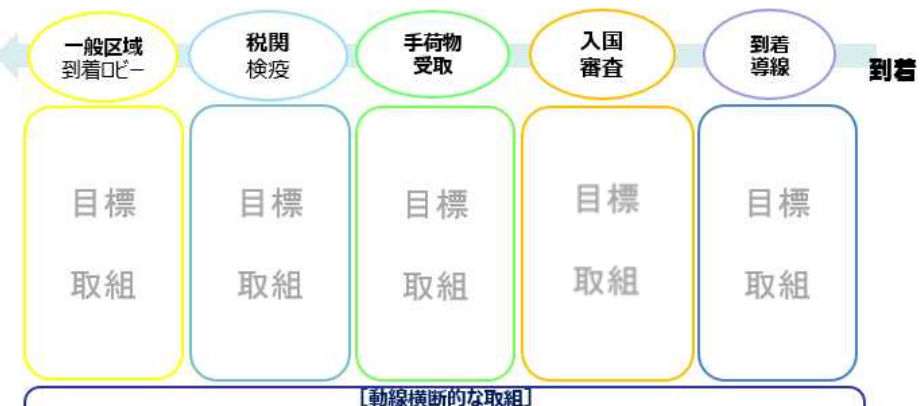 一般区域
到着ロビー
税関
検疫
手荷物
受取
入国
審査
到着
導線
到着
目標
取組
目標
取組
目標
取組
目標
取組
目標
取組
[動線横断的な取組]